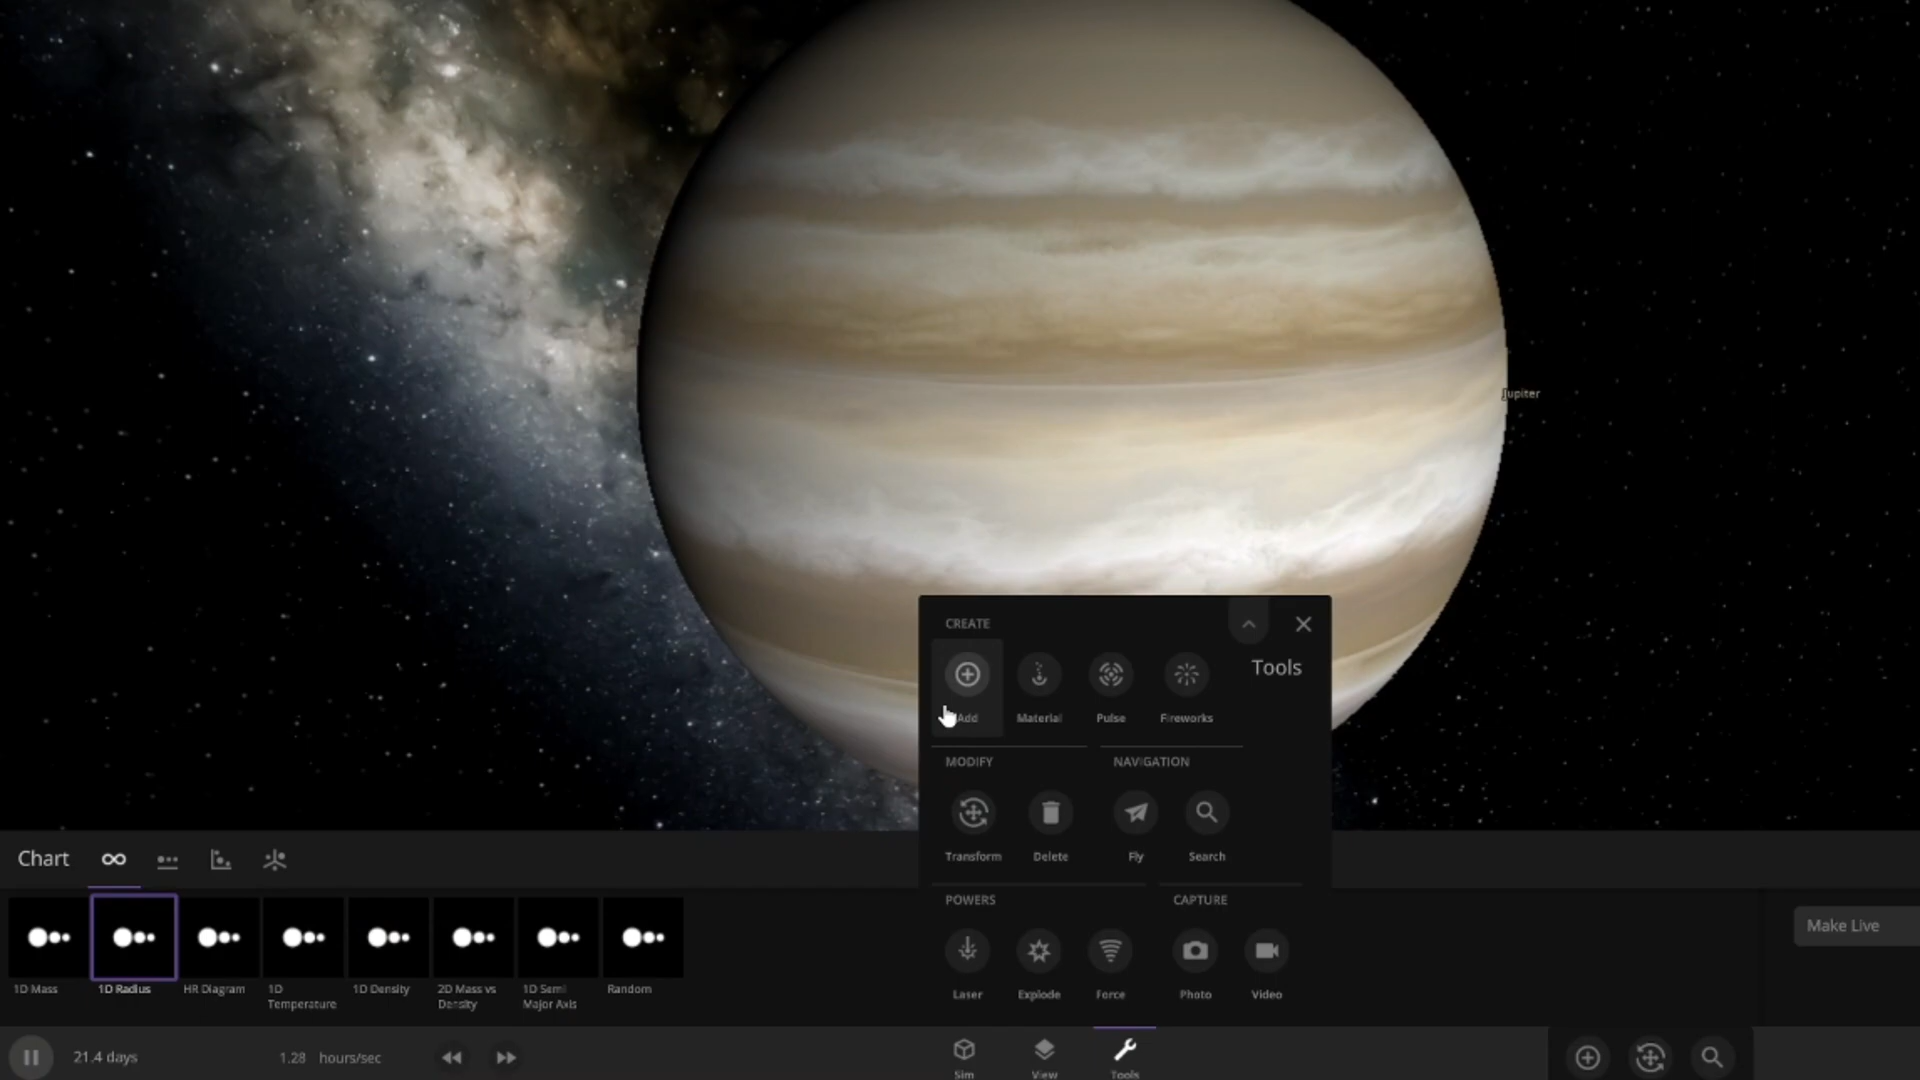 Jupiter
CREATE
Tools
Add
Material
Pulse
Fireworks
MODIFY
NAVIGATION
Transform
Delete
Fly
Search
Chart
POWERS
CAPTURE
Make Live
1D Mass
1D Radius
HR Diagram
1D
Temperature
1D Density
2D Mass vs
Density
1D Semi
Major Axis
Random
Laser
Explode
Force
Photo
Video
21.4 days
1.28 hours/sec
Sim
View
Tools